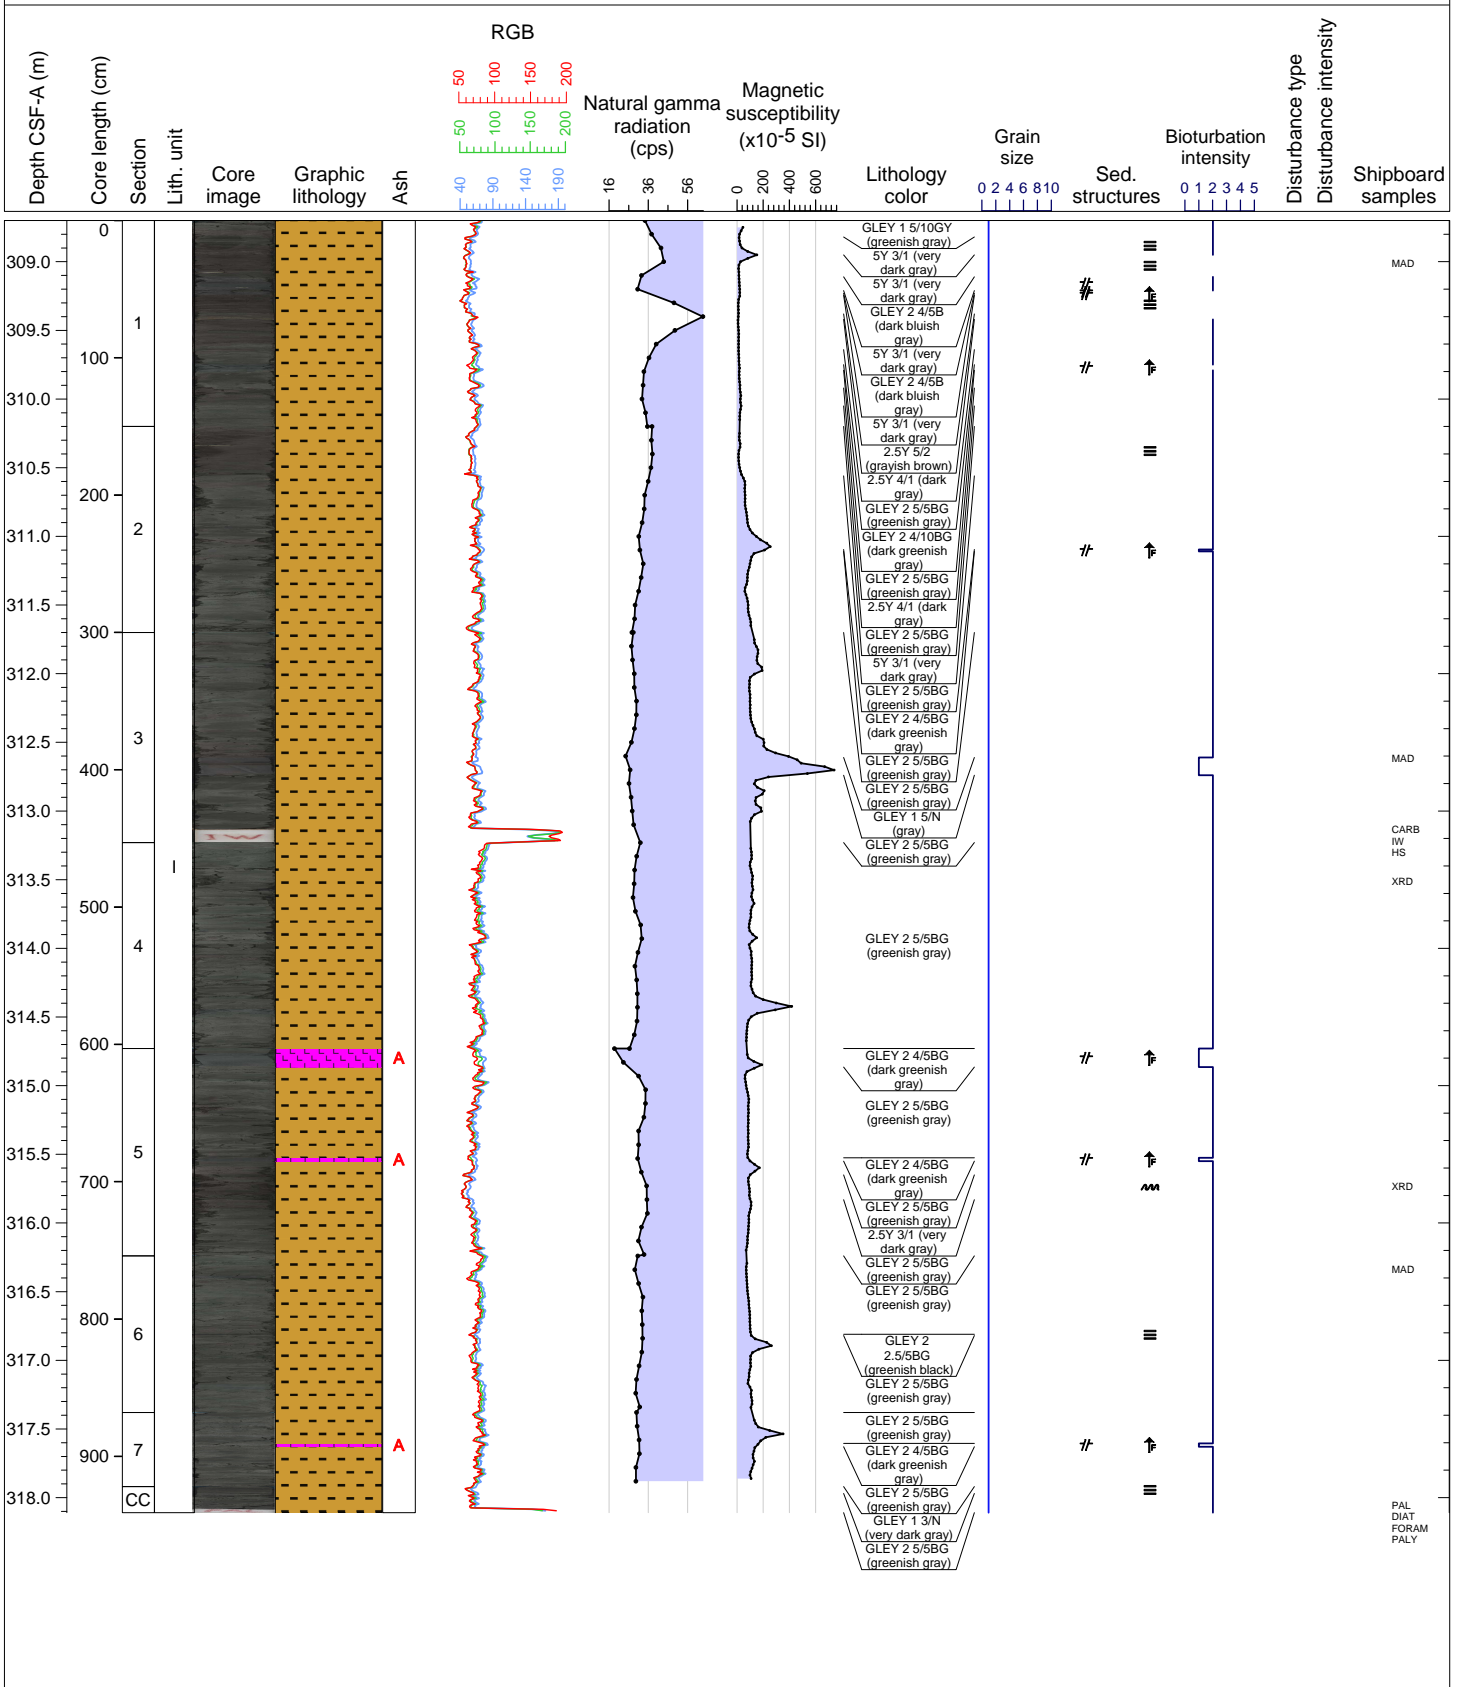 Depth CSF-A (m)
Core length (cm)
Section
Lith. unit
Core
image
Graphic
lithology
Ash
RGB
50
100
150
200
50
100
150
200
40
90
140
190
Natural gamma
radiation
(cps)
16
36
56
Magnetic
susceptibility
(x10-5 SI)
0
200
400
600
Lithology
color
Grain
size
0 2 4 6 8 10
Sed.
structures
Bioturbation
intensity
0 1 2 3 4 5
Disturbance type
Disturbance intensity
Shipboard
samples
309.0
309.5
310.0
310.5
311.0
311.5
312.0
312.5
313.0
313.5
314.0
314.5
315.0
315.5
316.0
316.5
317.0
317.5
318.0
0
100
200
300
400
500
600
700
800
900
1
2
3
4
5
6
7
CC
I
IW
A
A
A
GLEY 1 5/10GY
(greenish gray)
5Y 3/1 (very
dark gray)
5Y 3/1 (very
dark gray)
GLEY 2 4/5B
(dark bluish
gray)
5Y 3/1 (very
dark gray)
GLEY 2 4/5B
(dark bluish
gray)
5Y 3/1 (very
dark gray)
2.5Y 5/2
(grayish brown)
2.5Y 4/1 (dark
gray)
GLEY 2 5/5BG
(greenish gray)
GLEY 2 4/10BG
(dark greenish
gray)
GLEY 2 5/5BG
(greenish gray)
2.5Y 4/1 (dark
gray)
GLEY 2 5/5BG
(greenish gray)
5Y 3/1 (very
dark gray)
GLEY 2 5/5BG
(greenish gray)
GLEY 2 4/5BG
(dark greenish
gray)
GLEY 2 5/5BG
(greenish gray)
GLEY 2 5/5BG
(greenish gray)
GLEY 1 5/N
(gray)
GLEY 2 5/5BG
(greenish gray)
GLEY 2 5/5BG
(greenish gray)
GLEY 2 4/5BG
(dark greenish
gray)
GLEY 2 5/5BG
(greenish gray)
GLEY 2 4/5BG
(dark greenish
gray)
GLEY 2 5/5BG
(greenish gray)
2.5Y 3/1 (very
dark gray)
GLEY 2 5/5BG
(greenish gray)
GLEY 2 5/5BG
(greenish gray)
GLEY 2
2.5/5BG
(greenish black)
GLEY 2 5/5BG
(greenish gray)
GLEY 2 5/5BG
(greenish gray)
GLEY 2 4/5BG
(dark greenish
gray)
GLEY 2 5/5BG
(greenish gray)
GLEY 1 3/N
(very dark gray)
GLEY 2 5/5BG
(greenish gray)
F
F
F
F
F
F
MAD
MAD
CARB
IW
HS
XRD
XRD
MAD
PAL
DIAT
FORAM
PALY